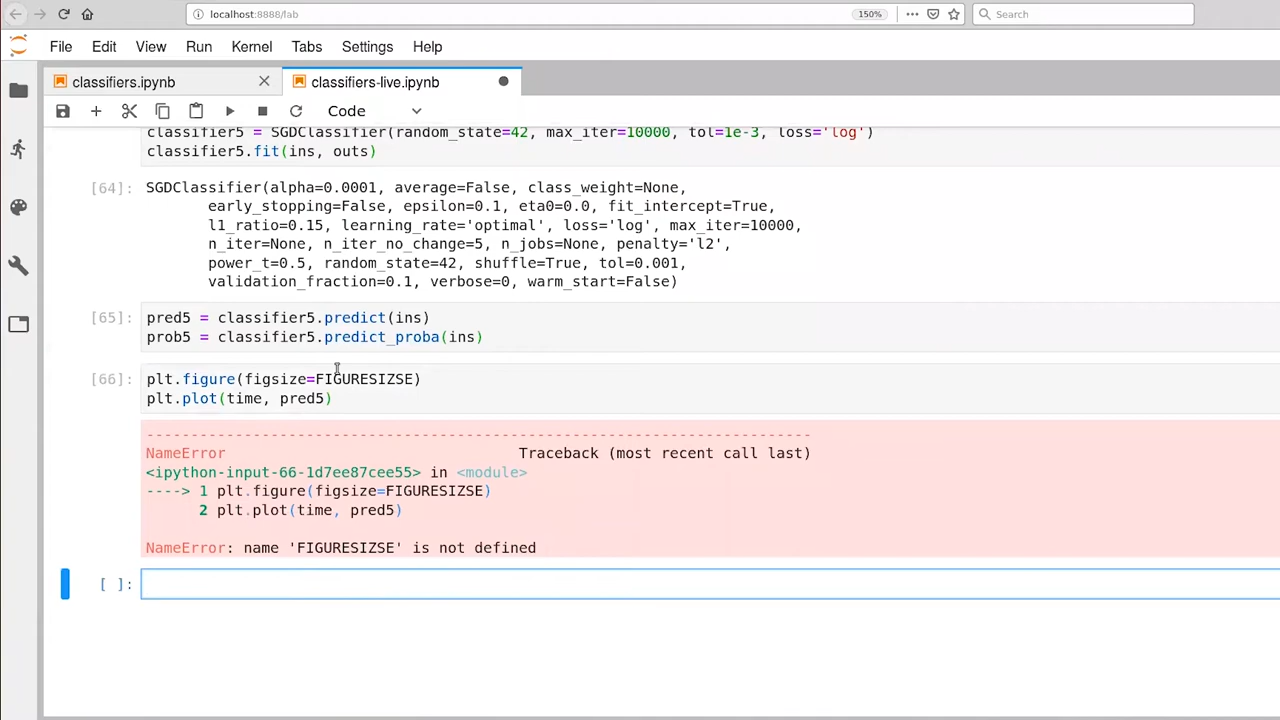 localhost:8888/lab
150%
Search
File Edit View Run Kernel Tabs Settings Help
classifiers.ipynb
classifiers-live.ipynb
Code
classifier5 = SGDClassifier(random_state=42, max_iter=10000, tol=1e-3, loss='log')
classifier5.fit(ins, outs)
[64]: SGDClassifier(alpha=0.0001, average=False, class_weight=None,
early_stopping=False, epsilon=0.1, eta0=0.0, fit_intercept=True,
l1_ratio=0.15, learning_rate='optimal', loss='log', max_iter=10000,
n_iter=None, n_iter_no_change=5, n_jobs=None, penalty='l2',
power_t=0.5, random_state=42, shuffle=True, tol=0.001,
validation_fraction=0.1, verbose=0, warm_start=False)
[65]: pred5 = classifier5.predict(ins)
prob5 = classifier5.predict_proba(ins)
[66]: plt.figure(figsize=FIGURESIZSE)
plt.plot(time, pred5)
---------------------------------------------------------------------------
NameError Traceback (most recent call last)
<ipython-input-66-1d7ee87cee55> in <module>
----> 1 plt.figure(figsize=FIGURESIZSE)
2 plt.plot(time, pred5)
NameError: name 'FIGURESIZSE' is not defined
[ ]: